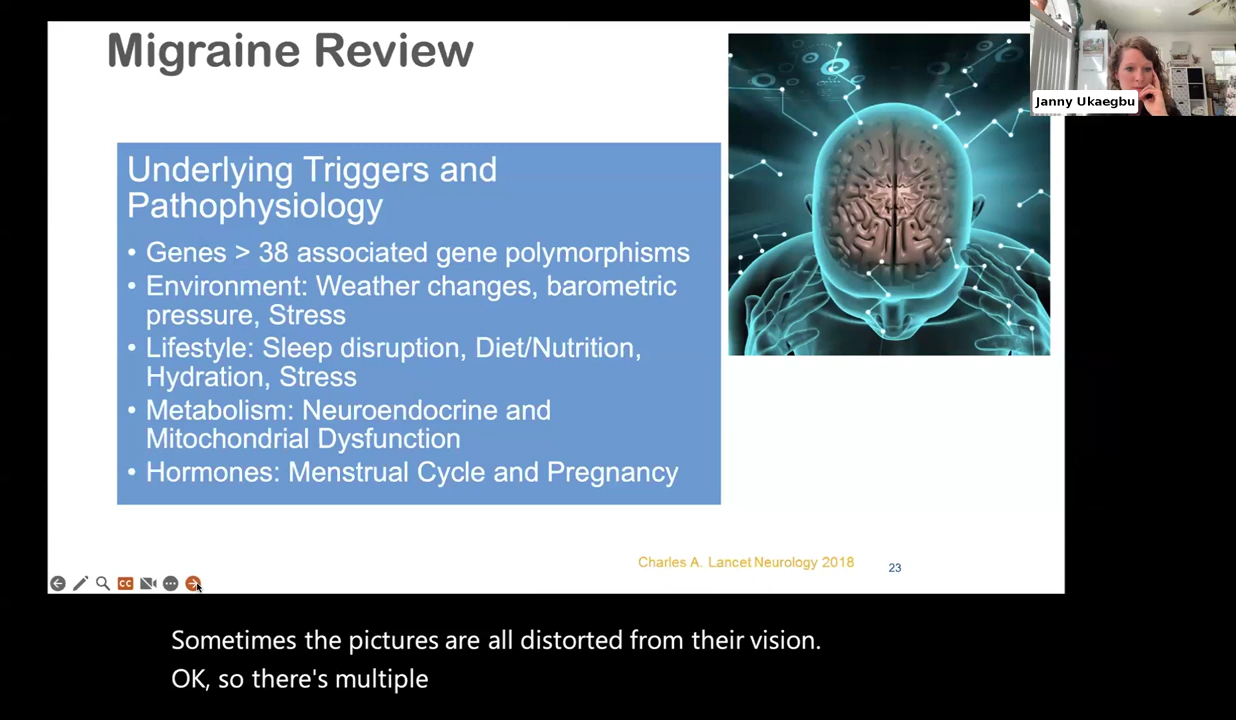 Migraine Review
Janny Ukaegbu
Underlying Triggers and
Pathophysiology
• Genes > 38 associated gene polymorphisms
• Environment: Weather changes, barometric
pressure, Stress
• Lifestyle: Sleep disruption, Diet/Nutrition,
Hydration, Stress
• Metabolism: Neuroendocrine and
Mitochondrial Dysfunction
• Hormones: Menstrual Cycle and Pregnancy
Charles A. Lancet Neurology 2018
23
CC
Sometimes the pictures are all distorted from their vision.
OK, so there's multiple